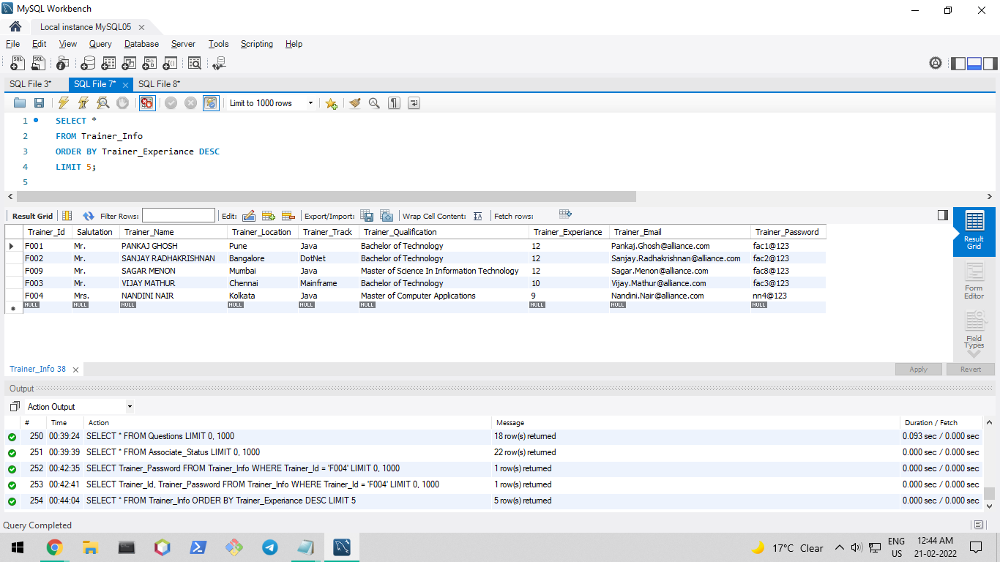 MySQL Workbench
Local instance MySQL05
File Edit View Query Database Server Tools Scripting Help
SQL File 3* SQL File 7* SQL File 8*
Limit to 1000 rows
1 SELECT *
2 FROM Trainer_Info
3 ORDER BY Trainer_Experiance DESC
4 LIMIT 5;
5
Result Grid Filter Rows: Edit: Export/Import: Wrap Cell Content: Fetch rows:
Trainer_Id Salutation Trainer_Name Trainer_Location Trainer_Track Trainer_Qualification Trainer_Experiance Trainer_Email Trainer_Password
F001 Mr. PANKAJ GHOSH Pune Java Bachelor of Technology 12 Pankaj.Ghosh@alliance.com fac1@123
F002 Mr. SANJAY RADHAKRISHNAN Bangalore DotNet Bachelor of Technology 12 Sanjay.Radhakrishnan@alliance.com fac2@123
F009 Mr. SAGAR MENON Mumbai Java Master of Science In Information Technology 12 Sagar.Menon@alliance.com fac8@123
F003 Mr. VIJAY MATHUR Chennai Mainframe Bachelor of Technology 10 Vijay.Mathur@alliance.com fac3@123
F004 Mrs. NANDINI NAIR Kolkata Java Master of Computer Applications 9 Nandini.Nair@alliance.com nn4@123
NULL NULL NULL NULL NULL NULL NULL NULL NULL
Result
Grid
Form
Editor
Field
Types
Trainer_Info 38
Apply Revert
Output
Action Output
# Time Action Message Duration / Fetch
250 00:39:24 SELECT * FROM Questions LIMIT 0, 1000 18 row(s) returned 0.093 sec / 0.000 sec
251 00:39:39 SELECT * FROM Associate_Status LIMIT 0, 1000 22 row(s) returned 0.000 sec / 0.000 sec
252 00:42:35 SELECT Trainer_Password FROM Trainer_Info WHERE Trainer_Id = 'F004' LIMIT 0, 1000 1 row(s) returned 0.000 sec / 0.000 sec
253 00:42:41 SELECT Trainer_Id, Trainer_Password FROM Trainer_Info WHERE Trainer_Id = 'F004' LIMIT 0, 1000 1 row(s) returned 0.000 sec / 0.000 sec
254 00:44:04 SELECT * FROM Trainer_Info ORDER BY Trainer_Experiance DESC LIMIT 5 5 row(s) returned 0.000 sec / 0.000 sec
Query Completed
17°C Clear
ENG
US
12:44 AM
21-02-2022